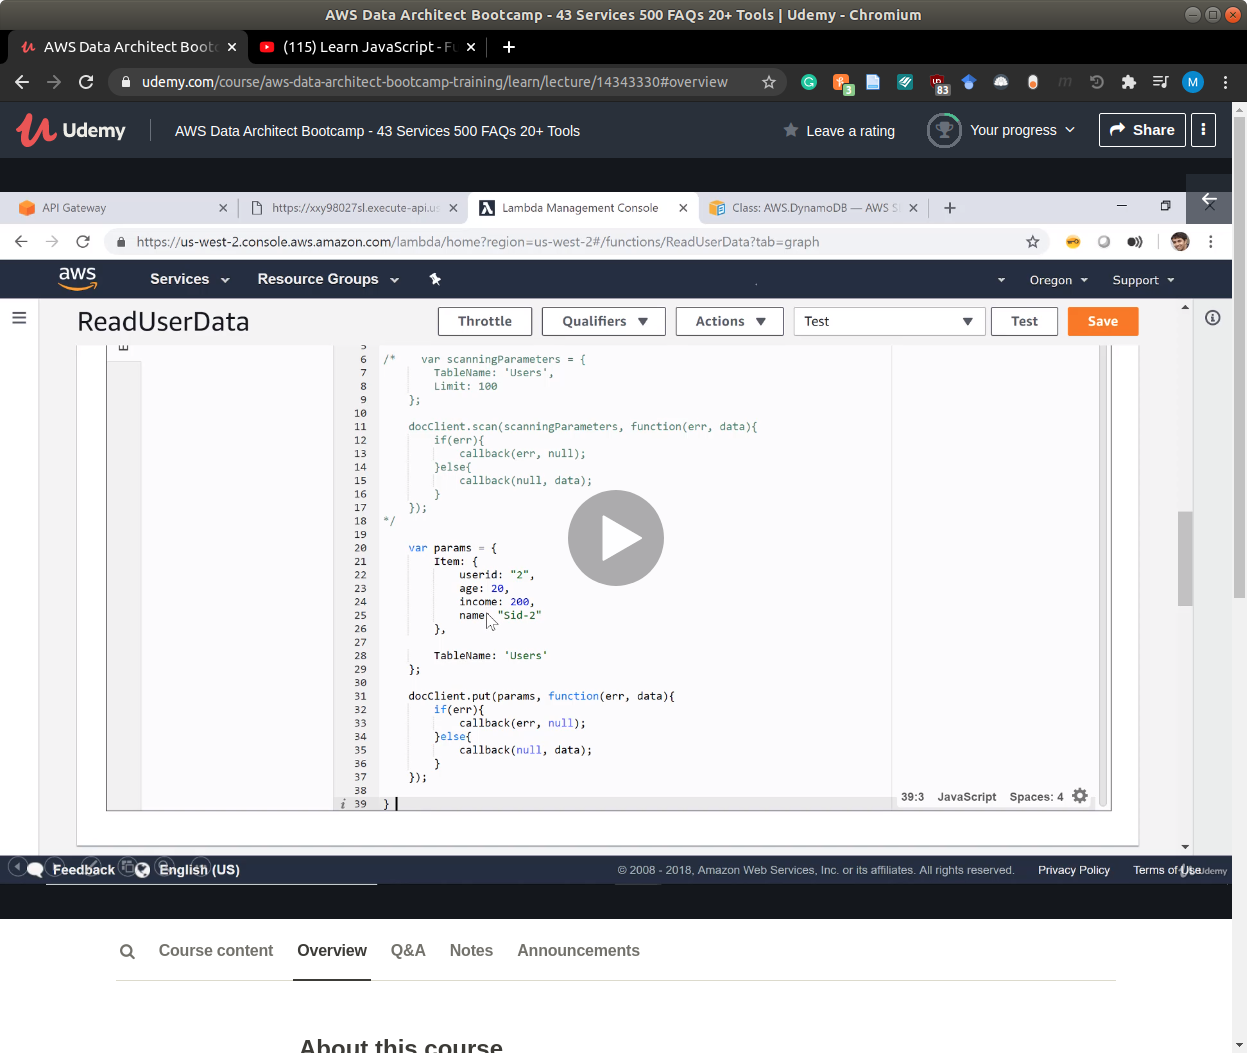 AWS Data Architect Bootcamp - 43 Services 500 FAQs 20+ Tools | Udemy - Chromium
AWS Data Architect Bootc
(115) Learn JavaScript - Fu
udemy.com/course/aws-data-architect-bootcamp-training/learn/lecture/14343330#overview
3
83
M
Udemy
AWS Data Architect Bootcamp - 43 Services 500 FAQs 20+ Tools
Leave a rating
Your progress
Share
API Gateway
https://xxy98027sl.execute-api.us
Lambda Management Console
Class: AWS.DynamoDB — AWS S
https://us-west-2.console.aws.amazon.com/lambda/home?region=us-west-2#/functions/ReadUserData?tab=graph
aws
Services
Resource Groups
Oregon
Support
ReadUserData
Throttle
Qualifiers
Actions
Test
Test
Save
5
6 /* var scanningParameters = {
7 TableName: 'Users',
8 Limit: 100
9 };
10
11 docClient.scan(scanningParameters, function(err, data){
12 if(err){
13 callback(err, null);
14 }else{
15 callback(null, data);
16 }
17 });
18 */
19
20 var params = {
21 Item: {
22 userid: "2",
23 age: 20,
24 income: 200,
25 name: "Sid-2"
26 },
27
28 TableName: 'Users'
29 };
30
31 docClient.put(params, function(err, data){
32 if(err){
33 callback(err, null);
34 }else{
35 callback(null, data);
36 }
37 });
38
39 }
39:3 JavaScript Spaces: 4
Feedback
English (US)
© 2008 - 2018, Amazon Web Services, Inc. or its affiliates. All rights reserved.
Privacy Policy
Terms of Use
Udemy
Course content
Overview
Q&A
Notes
Announcements
About this course